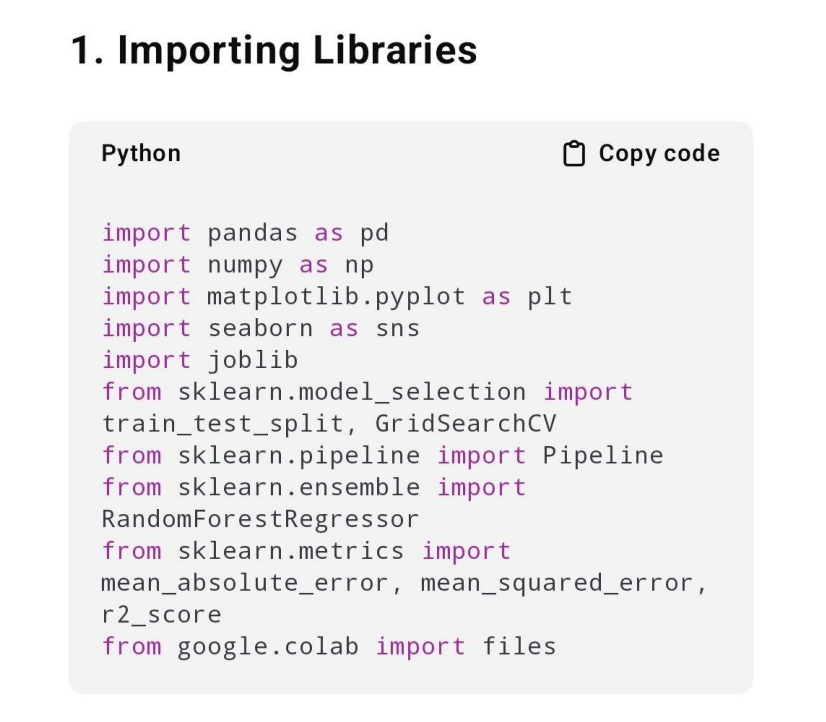 1. Importing Libraries
Python
Copy code
import pandas as pd
import numpy as np
import matplotlib.pyplot as plt
import seaborn as sns
import joblib
from sklearn.model_selection import
train_test_split, GridSearchCV
from sklearn.pipeline import Pipeline
from sklearn.ensemble import
RandomForestRegressor
from sklearn.metrics import
mean_absolute_error, mean_squared_error,
r2_score
from google.colab import files